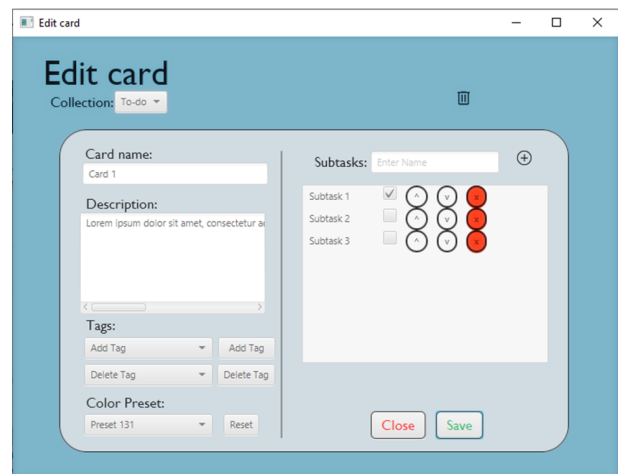 Edit card
Edit card
Collection: To-do
Card name:
Card 1
Description:
Lorem ipsum dolor sit amet, consectetur
Tags:
Add Tag Add Tag
Delete Tag Delete Tag
Color Preset:
Preset 131 Reset
Subtasks: Enter Name
Subtask 1 ^ v x
Subtask 2 ^ v x
Subtask 3 ^ v x
Close Save